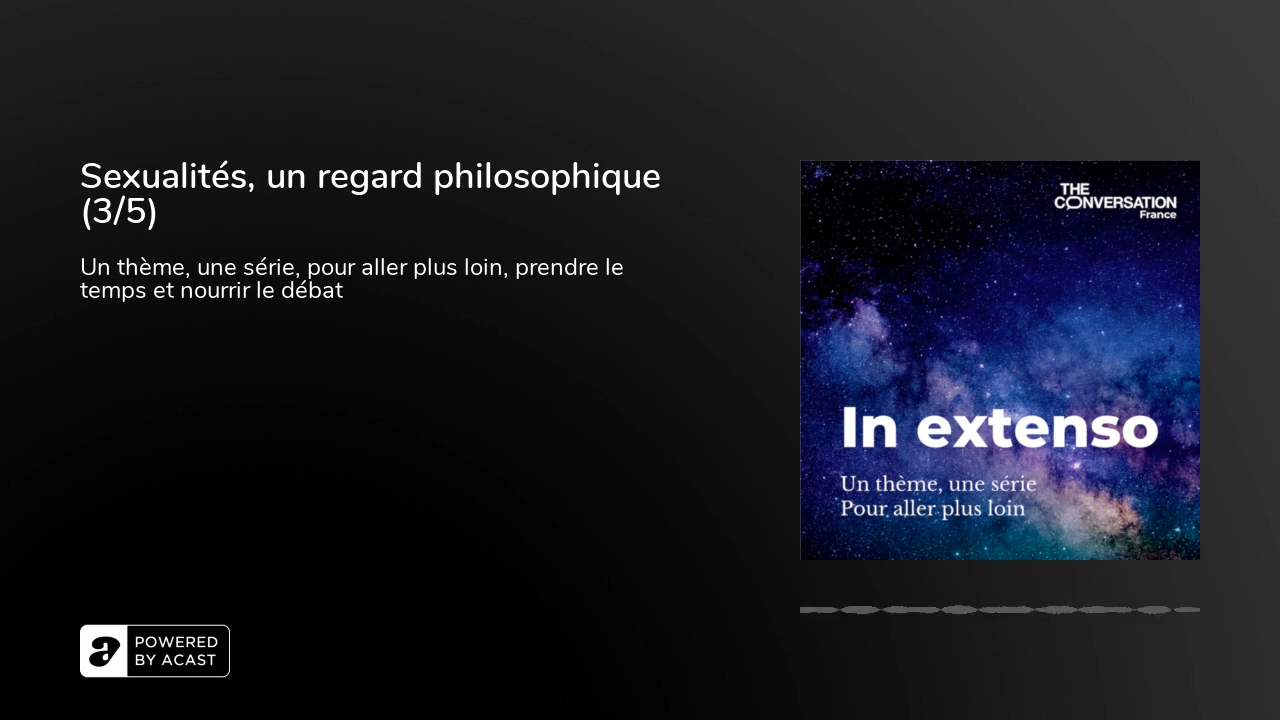 Sexualités, un regard philosophique
(3/5)
Un thème, une série, pour aller plus loin, prendre le
temps et nourrir le débat
THE
CONVERSATION
France
In extenso
Un thème, une série
Pour aller plus loin
a
POWERED
BY ACAST